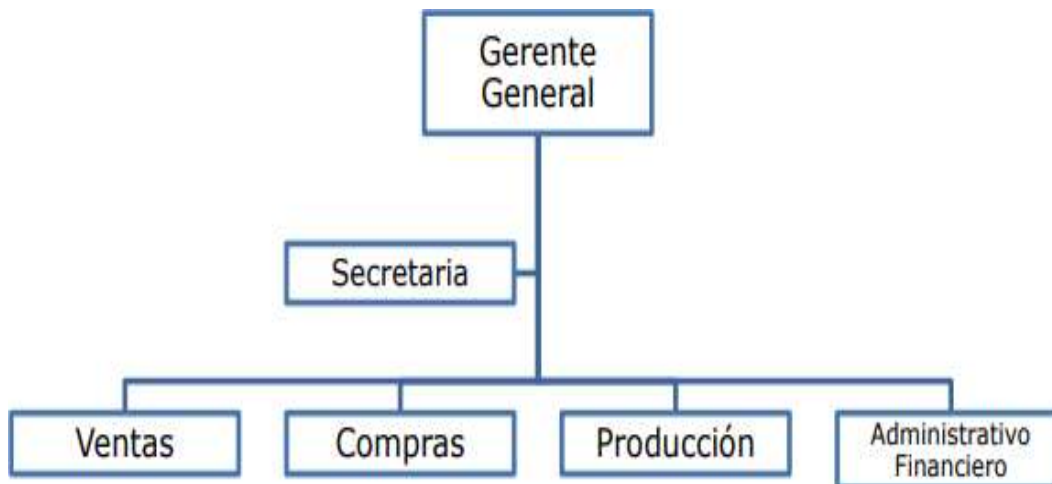 Gerente
General
Secretaria
Ventas
Compras
Producción
Administrativo
Financiero